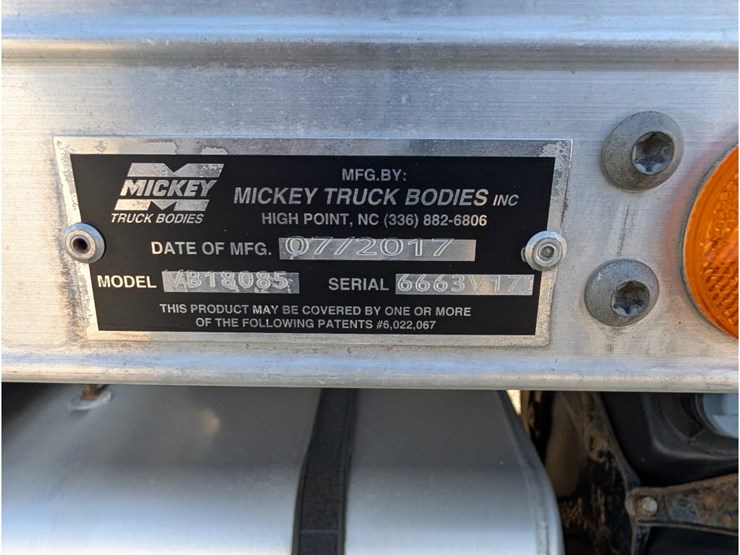 MICKEY
TRUCK BODIES
MFG.BY:
MICKEY TRUCK BODIES INC
HIGH POINT, NC (336) 882-6806
DATE OF MFG. 07/2017
MODEL VB18085 SERIAL 6663V17
THIS PRODUCT MAY BE COVERED BY ONE OR MORE
OF THE FOLLOWING PATENTS #6,022,067